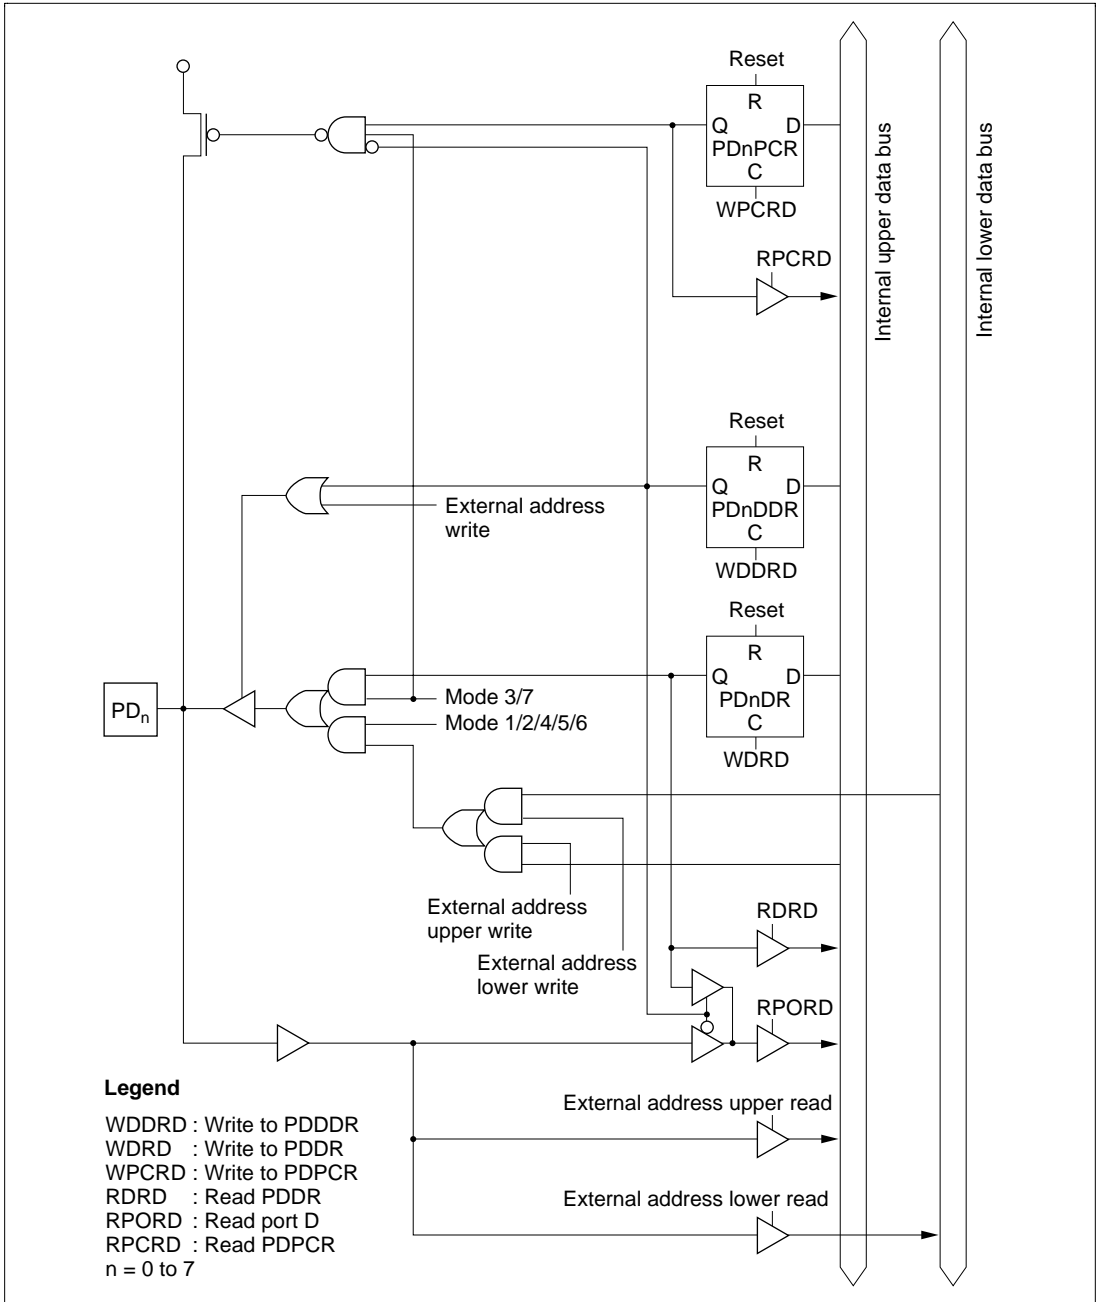 Reset
R
Q D
PDnPCR
C
WPCRD
RPCRD
Internal upper data bus
Internal lower data bus
Reset
R
Q D
PDnDDR
C
WDDRD
External address
write
Reset
R
Q D
PDnDR
C
WDRD
PDn
Mode 3/7
Mode 1/2/4/5/6
External address
upper write
External address
lower write
RDRD
RPORD
External address upper read
External address lower read
Legend
WDDRD : Write to PDDDR
WDRD : Write to PDDR
WPCRD : Write to PDPCR
RDRD : Read PDDR
RPORD : Read port D
RPCRD : Read PDPCR
n = 0 to 7